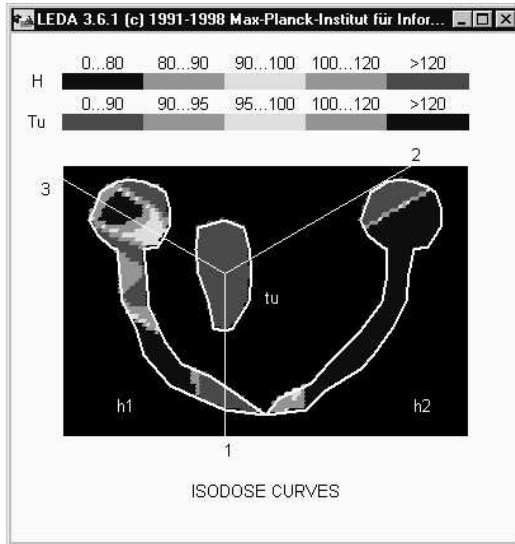 LEDA 3.6.1 (c) 1991-1998 Max-Planck-Institut für Infor...
0...80 80...90 90...100 100...120 >120
H
0...90 90...95 95...100 100...120 >120
Tu
2
3
tu
h1 h2
1
ISODOSE CURVES